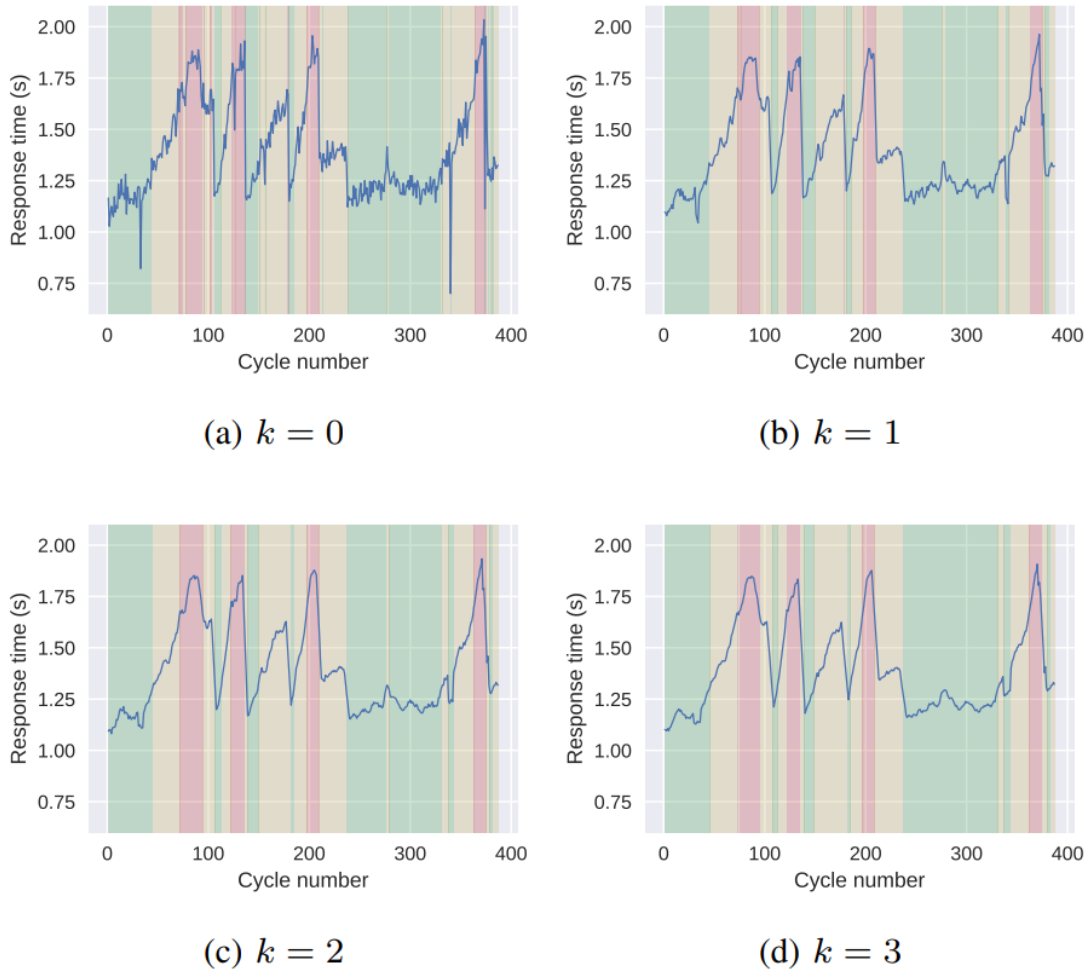 2.00 2.00
1.75 1.75
1.50 1.50
1.25 1.25
1.00 1.00
0.75 0.75
Response time (s) Response time (s)
0 100 200 300 400 0 100 200 300 400
Cycle number Cycle number
(a) k = 0 (b) k = 1
2.00 2.00
1.75 1.75
1.50 1.50
1.25 1.25
1.00 1.00
0.75 0.75
Response time (s) Response time (s)
0 100 200 300 400 0 100 200 300 400
Cycle number Cycle number
(c) k = 2 (d) k = 3